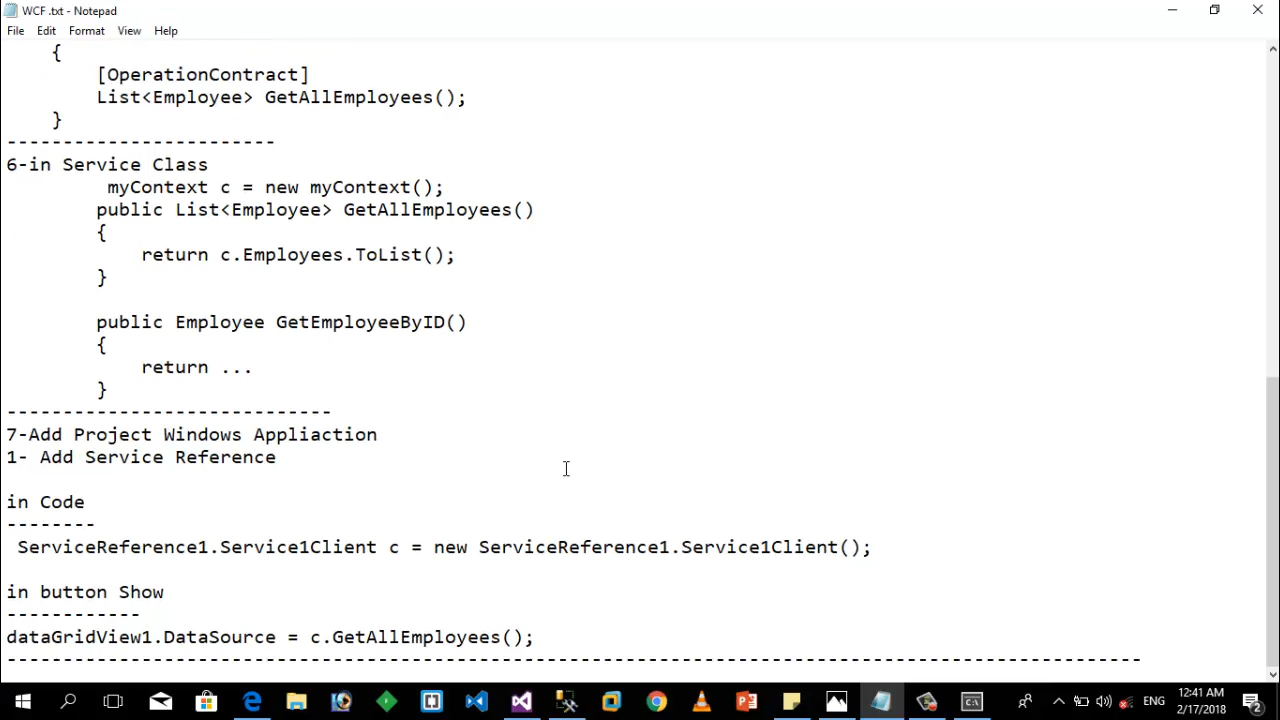 WCF .txt - Notepad
File Edit Format View Help
{
[OperationContract]
List<Employee> GetAllEmployees();
}
------------------------
6-in Service Class
myContext c = new myContext();
public List<Employee> GetAllEmployees()
{
return c.Employees.ToList();
}
public Employee GetEmployeeByID()
{
return ...
}
-----------------------------
7-Add Project Windows Appliaction
1- Add Service Reference
in Code
--------
ServiceReference1.Service1Client c = new ServiceReference1.Service1Client();
in button Show
------------
dataGridView1.DataSource = c.GetAllEmployees();
-----------------------------------------------------------------------------------------------------
ENG
12:41 AM
2/17/2018
2